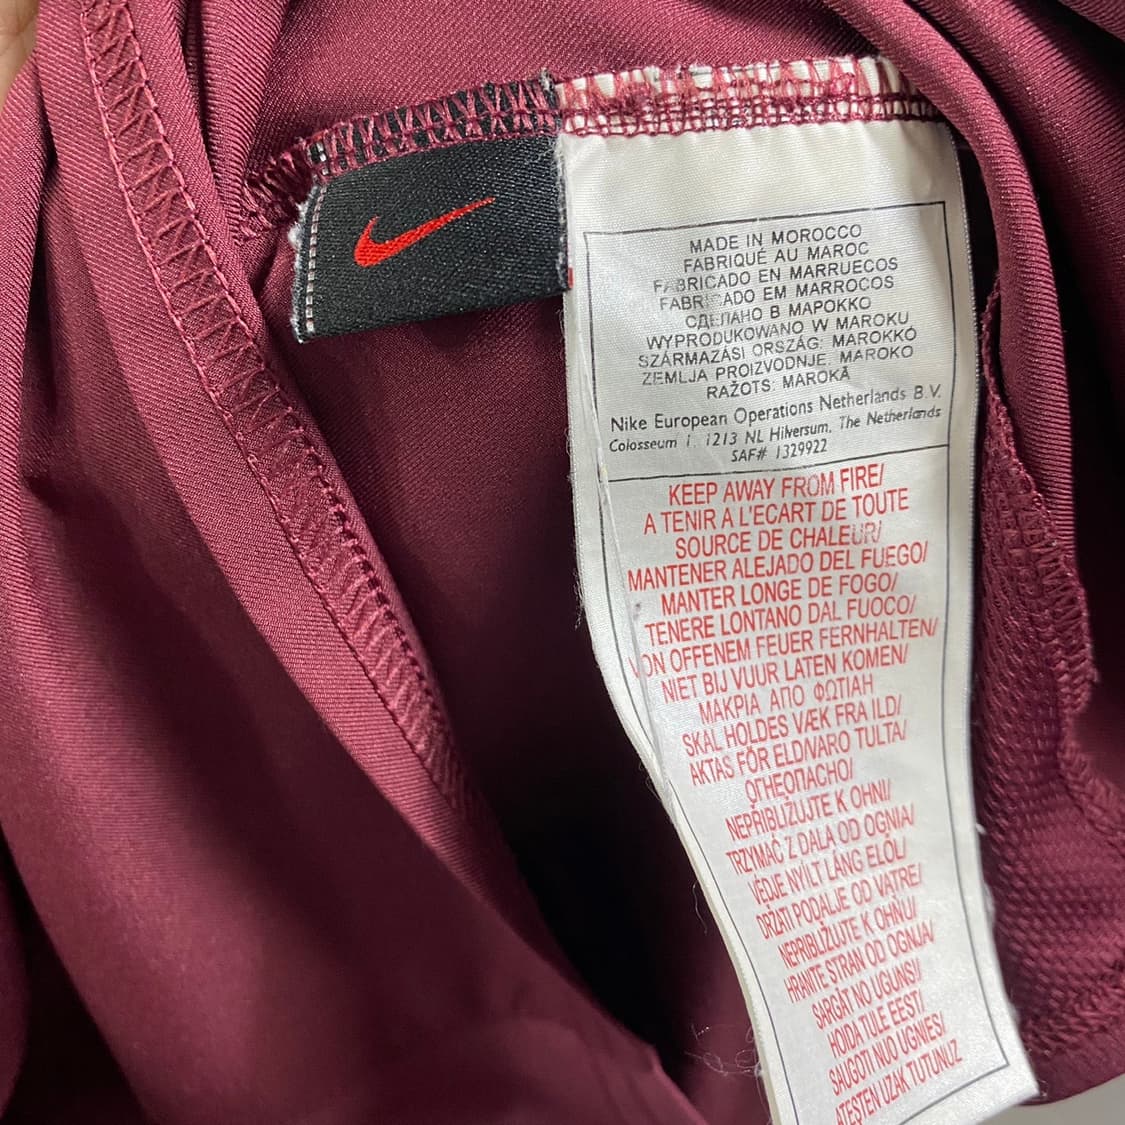 MADE IN MOROCCO
FABRIQUÉ AU MAROC
FABRICADO EN MARRUECOS
FABRICADO EM MARROCOS
СДЕЛАНО В МАРОККО
WYPRODUKOWANO W MAROKU
SZÁRMAZÁSI ORSZÁG: MAROKKÓ
ZEMLJA PROIZVODNJE: MAROKO
RAŽOTS: MAROKĀ
Nike European Operations Netherlands B.V.
Colosseum 1, 1213 NL Hilversum, The Netherlands
SAF# 1329922
KEEP AWAY FROM FIRE/
A TENIR A L'ECART DE TOUTE
SOURCE DE CHALEUR/
MANTENER ALEJADO DEL FUEGO/
MANTER LONGE DE FOGO/
TENERE LONTANO DAL FUOCO/
VON OFFENEM FEUER FERNHALTEN/
NIET BIJ VUUR LATEN KOMEN/
ΜΑΚΡΙΑ ΑΠΟ ΦΩΤΙΑΗ
SKAL HOLDES VÆK FRA ILD/
AKTAS FÖR ELDNARO TULTA/
ОГНЕОПАСНО/
NEPŘIBLIŽUJTE K OHNI/
TRZYMAĆ Z DALA OD OGNIA/
VÉDJE NYÍLT LÁNG ELŐL/
DRŽATI PODALJE OD VATRE/
NEPRIBLIŽUJTE K OHŇU/
HRANITE STRAN OD OGNJA/
SARGĀT NO UGUNS/
HOIDA TULE EEST/
SAUGOTI NUO UGNIES/
ATEŞTEN UZAK TUTUNUZ